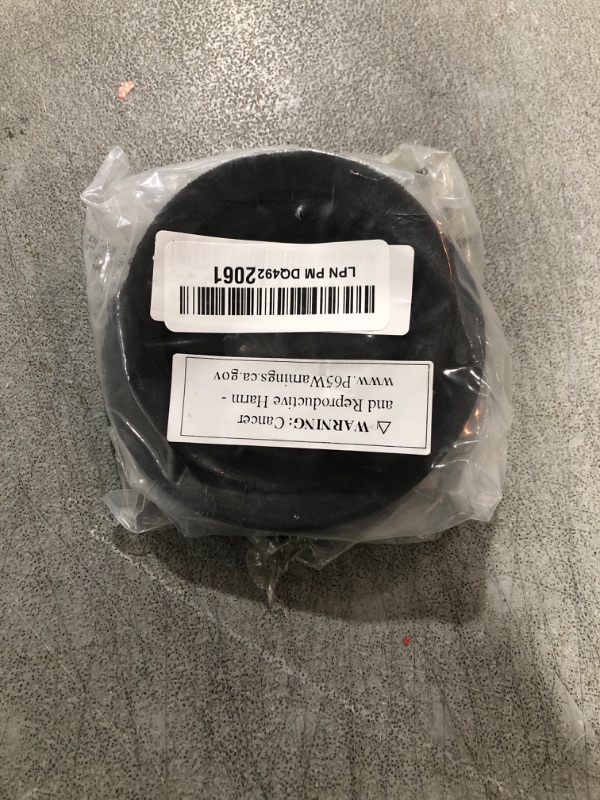 ⚠ WARNING: Cancer
and Reproductive Harm -
www.P65Warnings.ca.gov
LPN PM DQ4922061